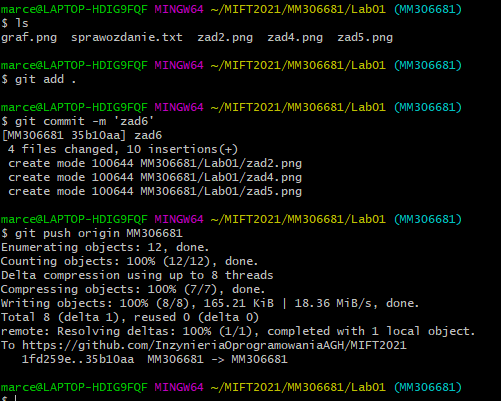 marce@LAPTOP-HDIG9FQF MINGW64 ~/MIFT2021/MM306681/Lab01 (MM306681)
$ ls
graf.png  sprawozdanie.txt  zad2.png  zad4.png  zad5.png
marce@LAPTOP-HDIG9FQF MINGW64 ~/MIFT2021/MM306681/Lab01 (MM306681)
$ git add .
marce@LAPTOP-HDIG9FQF MINGW64 ~/MIFT2021/MM306681/Lab01 (MM306681)
$ git commit -m 'zad6'
[MM306681 35b10aa] zad6
 4 files changed, 10 insertions(+)
 create mode 100644 MM306681/Lab01/zad2.png
 create mode 100644 MM306681/Lab01/zad4.png
 create mode 100644 MM306681/Lab01/zad5.png
marce@LAPTOP-HDIG9FQF MINGW64 ~/MIFT2021/MM306681/Lab01 (MM306681)
$ git push origin MM306681
Enumerating objects: 12, done.
Counting objects: 100% (12/12), done.
Delta compression using up to 8 threads
Compressing objects: 100% (7/7), done.
Writing objects: 100% (8/8), 165.21 KiB | 18.36 MiB/s, done.
Total 8 (delta 1), reused 0 (delta 0)
remote: Resolving deltas: 100% (1/1), completed with 1 local object.
To https://github.com/InzynieriaOprogramowaniaAGH/MIFT2021
   1fd259e..35b10aa  MM306681 -> MM306681
marce@LAPTOP-HDIG9FQF MINGW64 ~/MIFT2021/MM306681/Lab01 (MM306681)
$